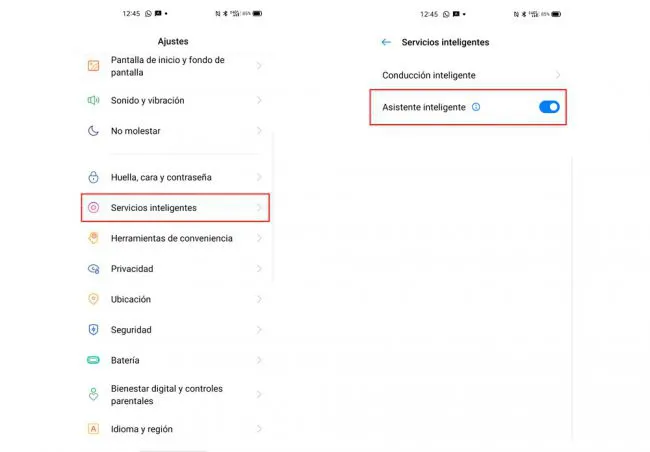 12:45
85%
Ajustes
Pantalla de inicio y fondo de
pantalla
Sonido y vibración
No molestar
Huella, cara y contraseña
Servicios inteligentes
Herramientas de conveniencia
Privacidad
Ubicación
Seguridad
Batería
Bienestar digital y controles
parentales
A Idioma y región
12:45
85%
Servicios inteligentes
Conducción inteligente
Asistente inteligente